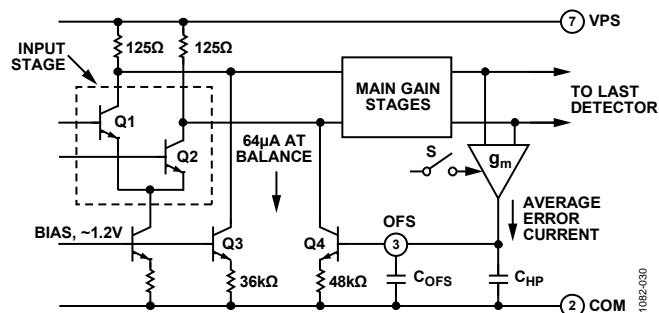 7 VPS
125Ω 125Ω
INPUT
STAGE
Q1
Q2
MAIN GAIN
STAGES
TO LAST
DETECTOR
64µA AT
BALANCE
S
gm
AVERAGE
ERROR
CURRENT
BIAS, ~1.2V
Q3
Q4
OFS
3
36kΩ
48kΩ
COFS
CHP
2 COM
1082-030